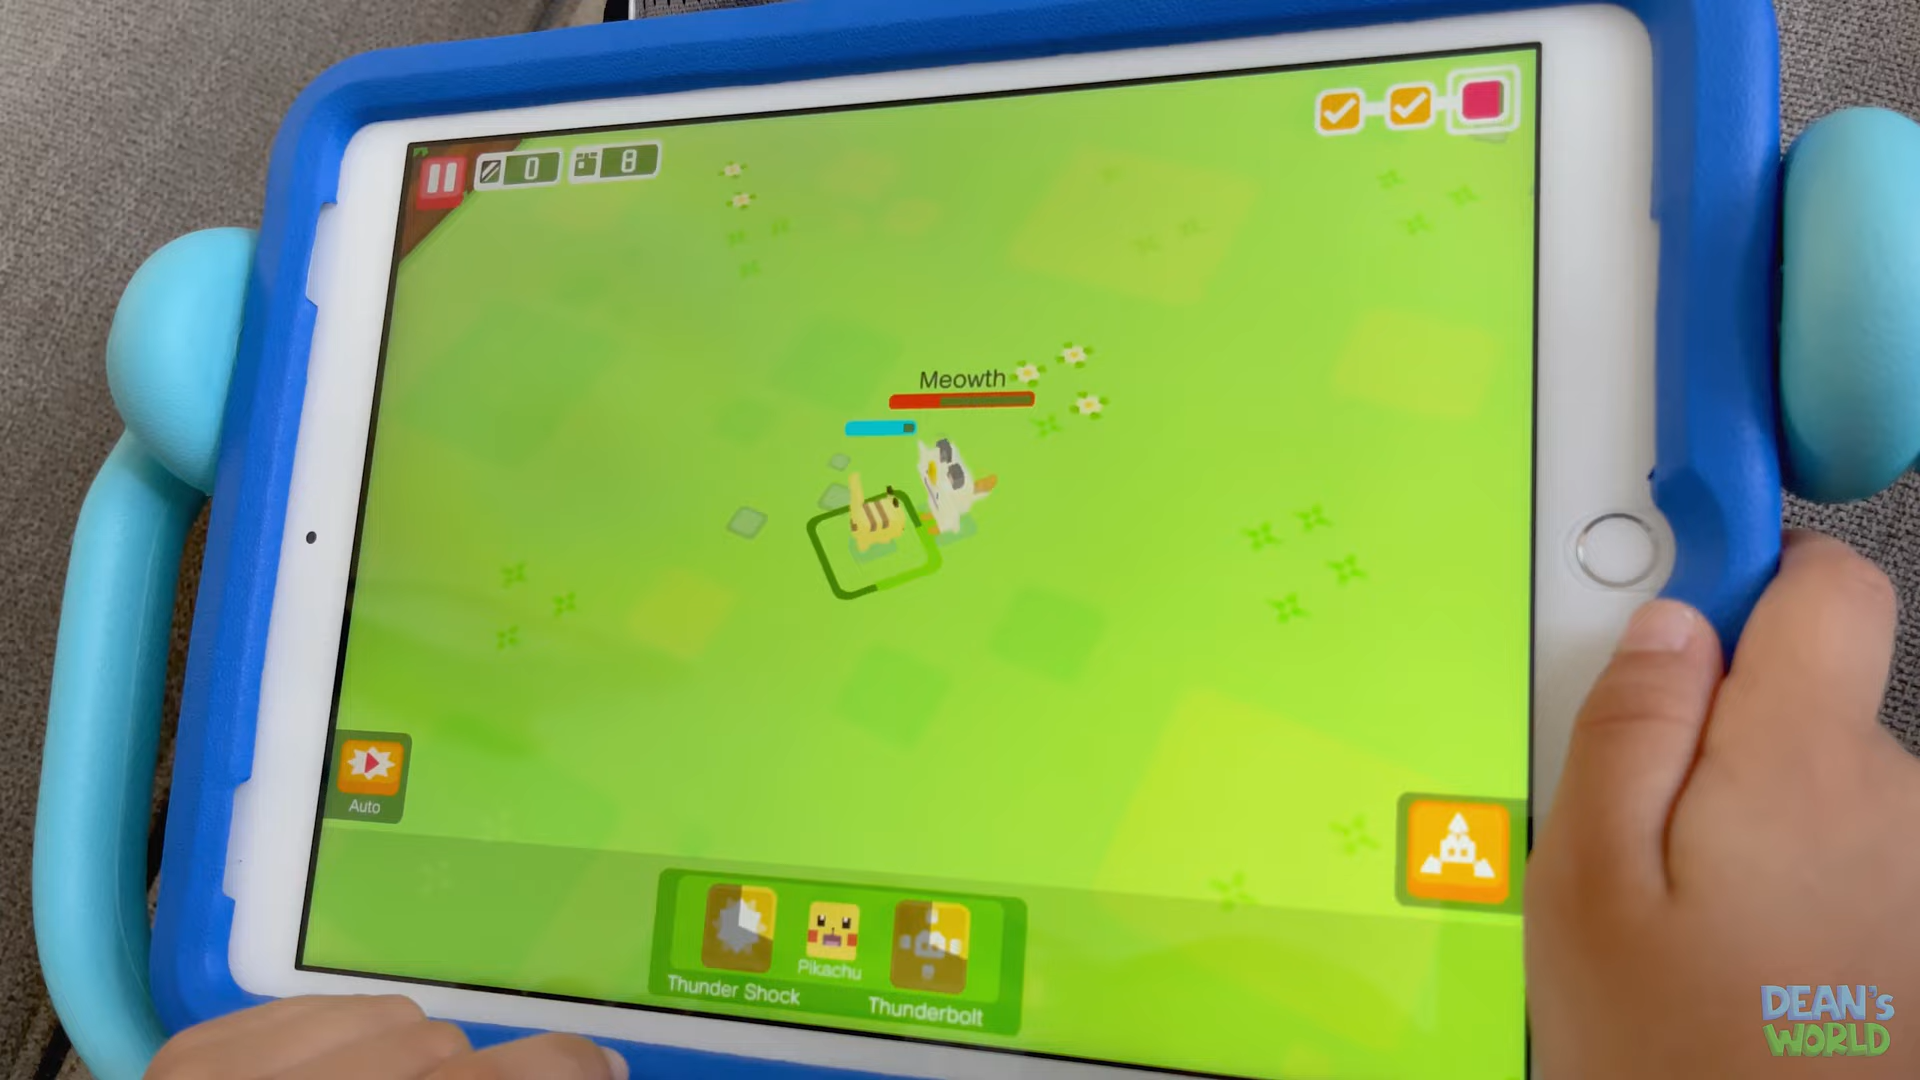 0
8
Meowth
Auto
Pikachu
Thunder Shock
Thunderbolt
DEAN's
WORLD